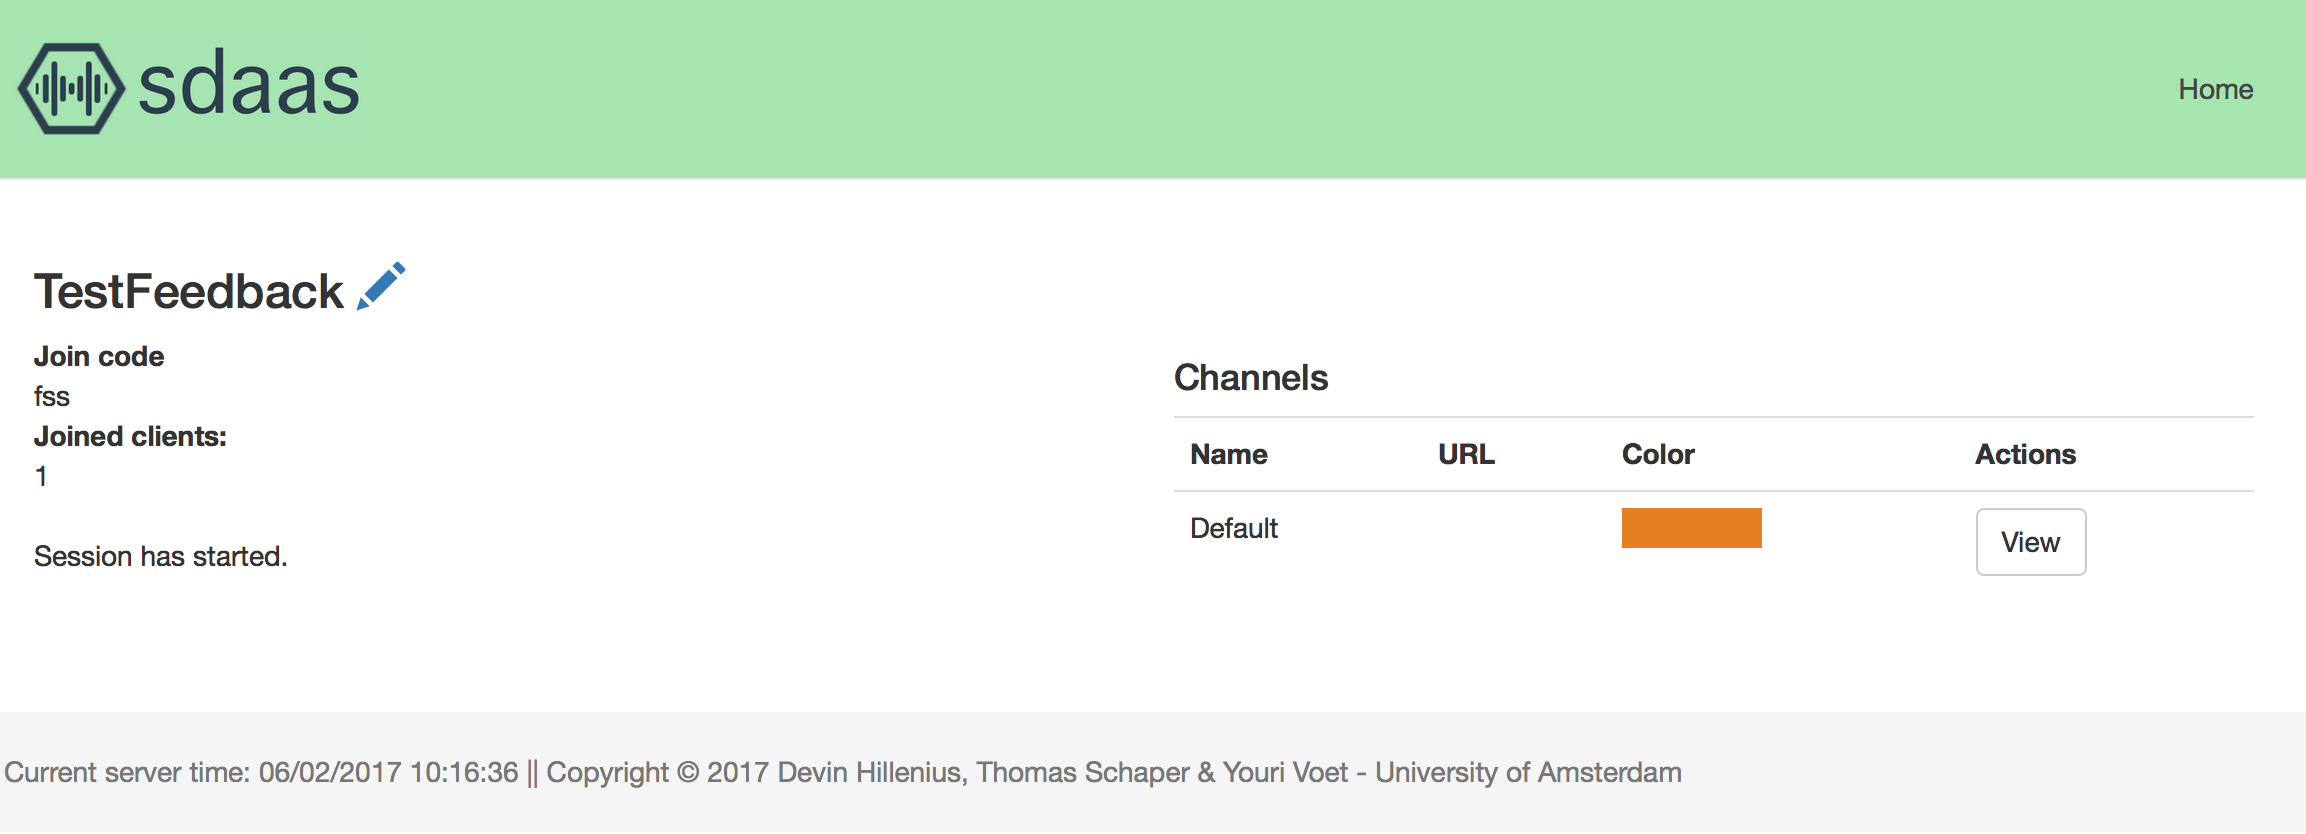 sdaas
Home
TestFeedback
Join code
fss
Joined clients:
1
Session has started.
Channels
Name URL Color Actions
Default View
Current server time: 06/02/2017 10:16:36 || Copyright © 2017 Devin Hillenius, Thomas Schaper & Youri Voet - University of Amsterdam